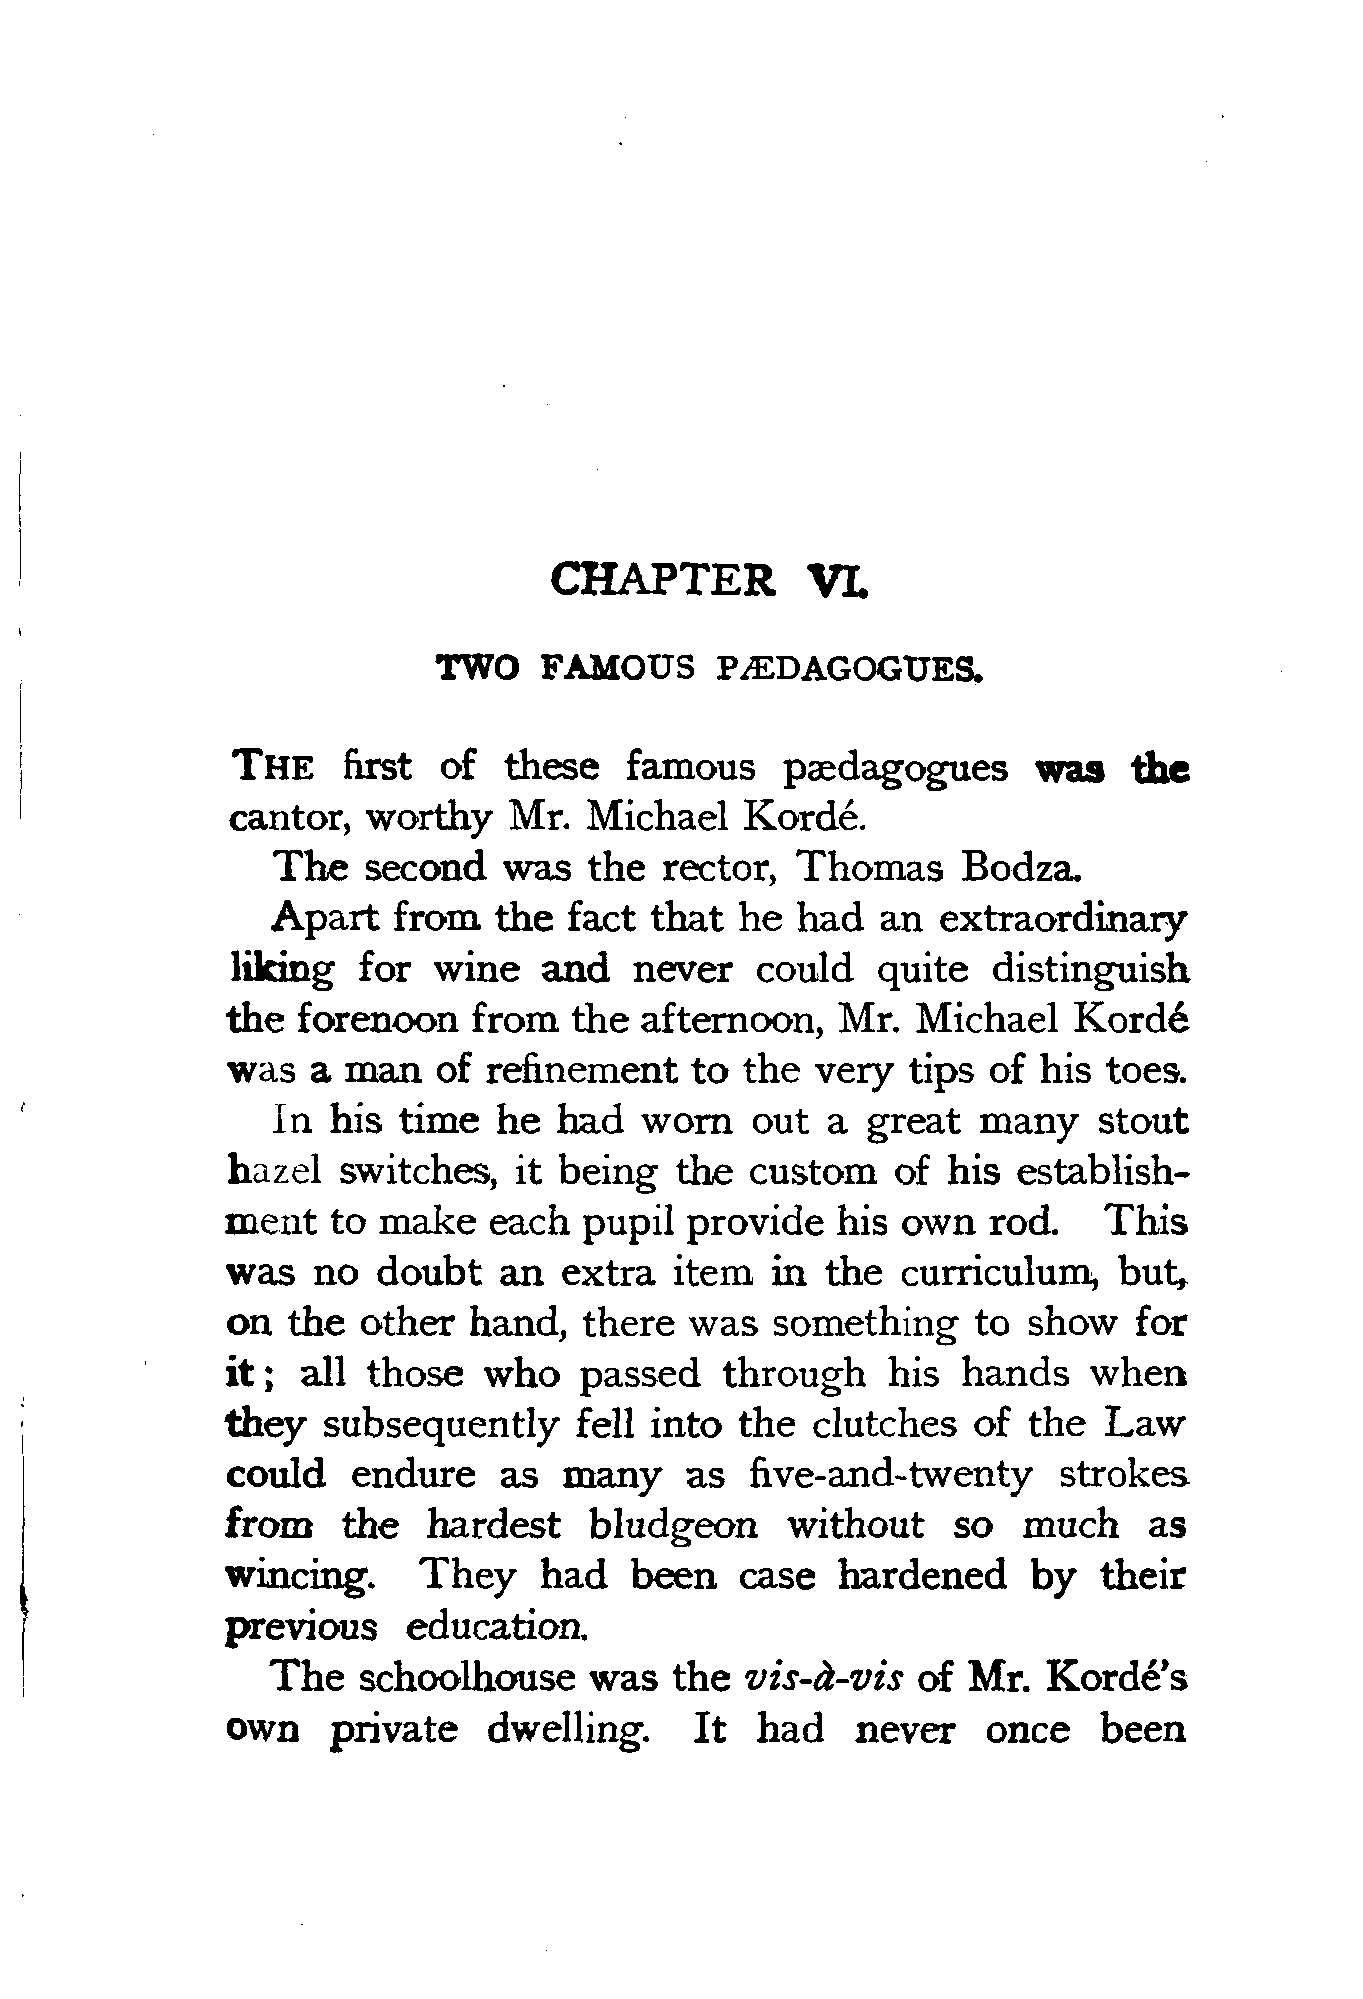 CHAPTER VI.
TWO FAMOUS PÆDAGOGUES.
THE first of these famous pædagogues was the
cantor, worthy Mr. Michael Kordé.
The second was the rector, Thomas Bodza.
Apart from the fact that he had an extraordinary
liking for wine and never could quite distinguish
the forenoon from the afternoon, Mr. Michael Kordé
was a man of refinement to the very tips of his toes.
In his time he had worn out a great many stout
hazel switches, it being the custom of his establish-
ment to make each pupil provide his own rod. This
was no doubt an extra item in the curriculum, but,
on the other hand, there was something to show for
it; all those who passed through his hands when
they subsequently fell into the clutches of the Law
could endure as many as five-and-twenty strokes
from the hardest bludgeon without so much as
wincing. They had been case hardened by their
previous education.
The schoolhouse was the vis-à-vis of Mr. Kordé's
own private dwelling. It had never once been